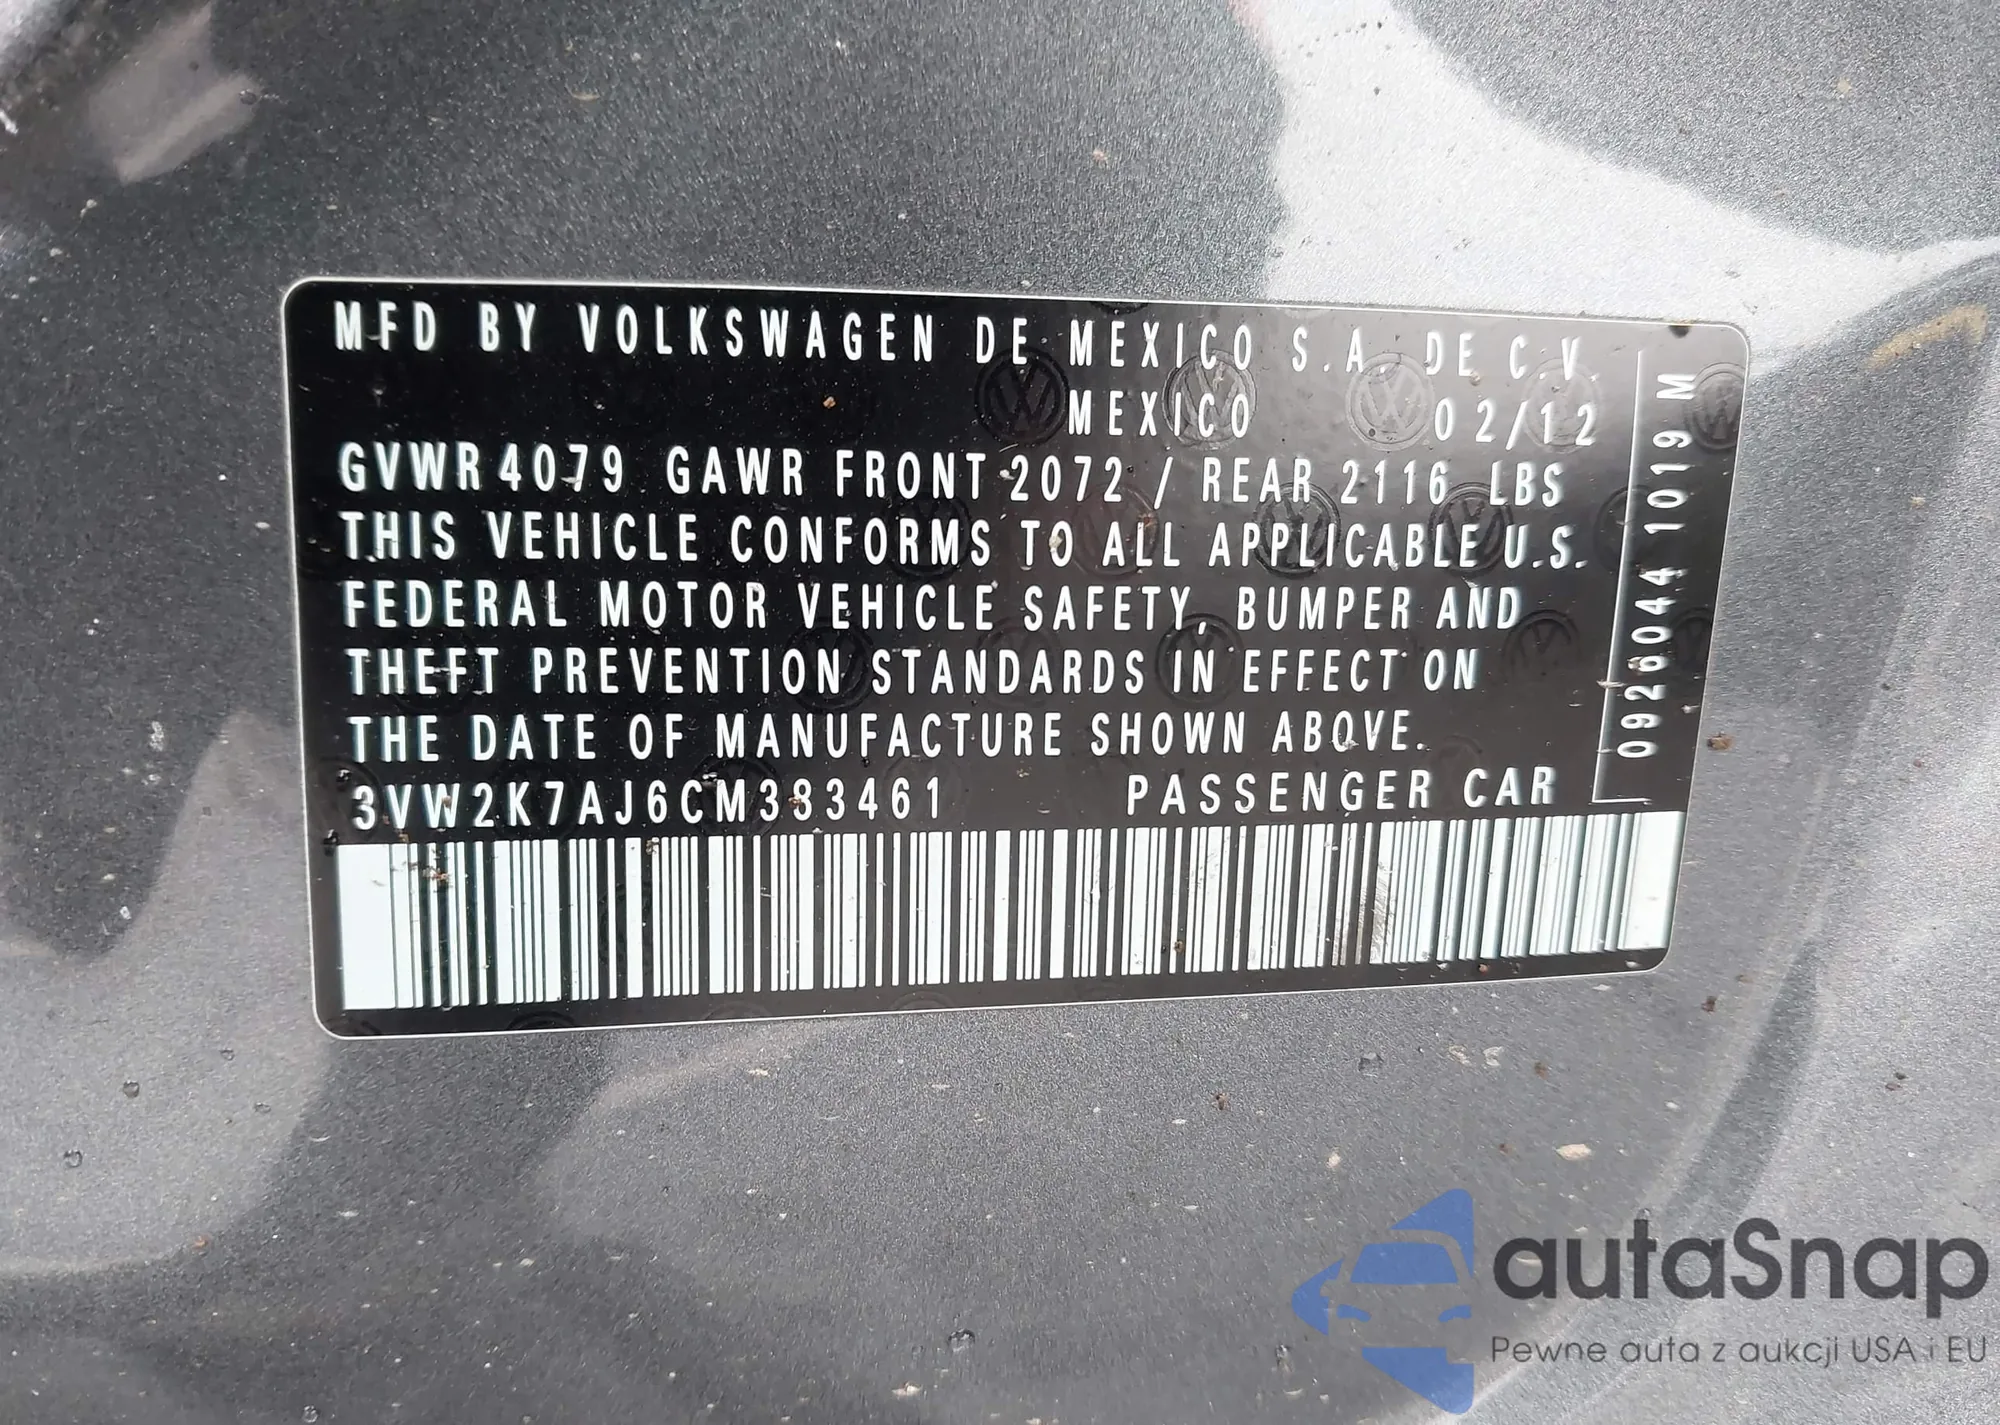 MFD BY VOLKSWAGEN DE MEXICO S.A. DE C.V.
MEXICO 02/12
GVWR 4079 GAWR FRONT 2072 / REAR 2116 LBS
THIS VEHICLE CONFORMS TO ALL APPLICABLE U.S.
FEDERAL MOTOR VEHICLE SAFETY, BUMPER AND
THEFT PREVENTION STANDARDS IN EFFECT ON
THE DATE OF MANUFACTURE SHOWN ABOVE.
3VW2K7AJ6CM383461 PASSENGER CAR
0926044 1019 M
autaSnap
Pewne auta z aukcji USA i EU